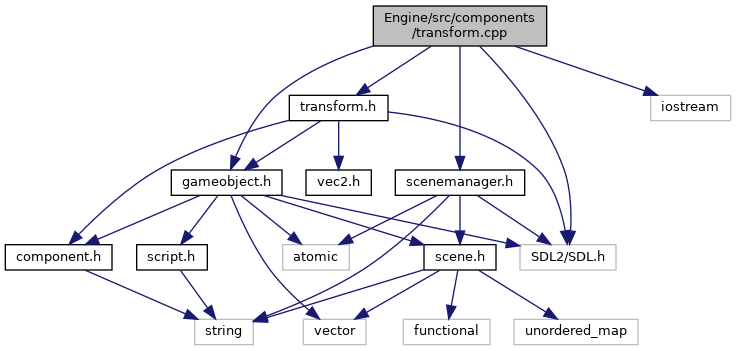 Engine/src/components
/transform.cpp
transform.h
iostream
gameobject.h
vec2.h
scenemanager.h
component.h
script.h
atomic
scene.h
SDL2/SDL.h
string
vector
functional
unordered_map